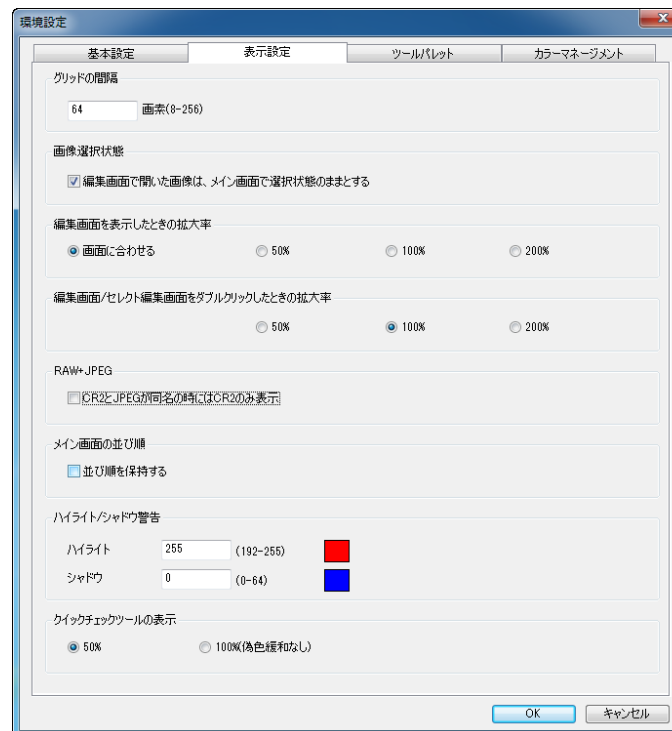 環境設定
基本設定 表示設定 ツールパレット カラーマネージメント
グリッドの間隔
64 画素(8-256)
画像選択状態
編集画面で開いた画像は、メイン画面で選択状態のままとする
編集画面を表示したときの拡大率
画面に合わせる 50% 100% 200%
編集画面/セレクト編集画面をダブルクリックしたときの拡大率
50% 100% 200%
RAW+JPEG
CR2とJPEGが同名の時にはCR2のみ表示
メイン画面の並び順
並び順を保持する
ハイライト/シャドウ警告
ハイライト 255 (192-255)
シャドウ 0 (0-64)
クイックチェックツールの表示
50% 100%(偽色緩和なし)
OK キャンセル